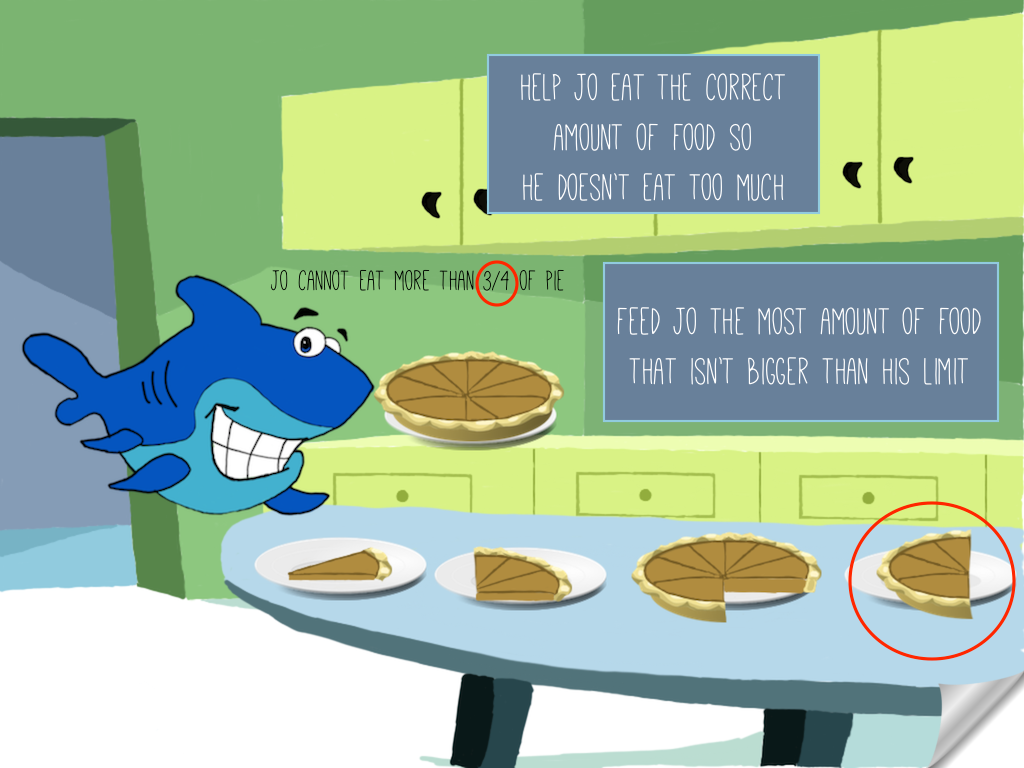 HELP JO EAT THE CORRECT
AMOUNT OF FOOD SO
HE DOESN'T EAT TOO MUCH
JO CANNOT EAT MORE THAN 3/4 OF PIE
FEED JO THE MOST AMOUNT OF FOOD
THAT ISN'T BIGGER THAN HIS LIMIT